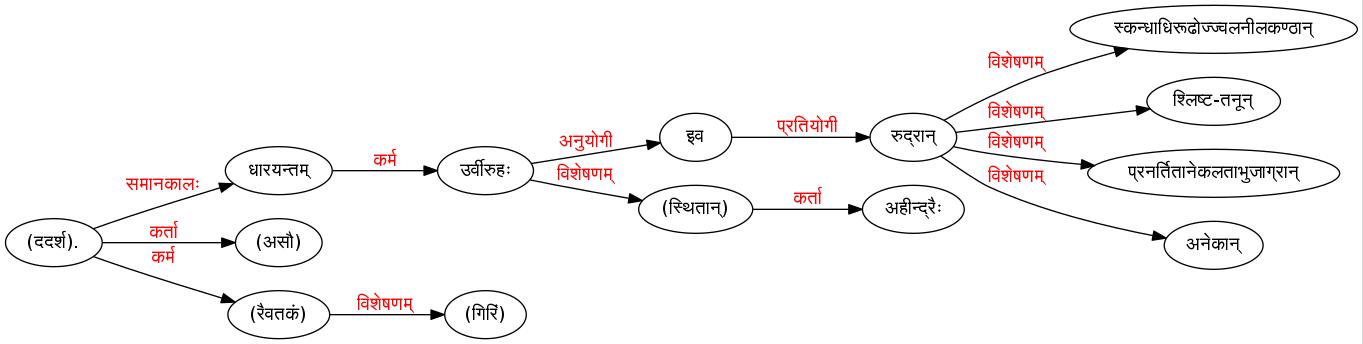 स्कन्धाधिरूढोज्ज्वलनीलकण्ठान्
विशेषणम्
श्लिष्ट-तनून्
विशेषणम्
प्रतियोगी
इव
रुद्रान्
अनुयोगी
विशेषणम्
कर्म
धारयन्तम्
उर्वीरुहः
प्रनर्तितानेकलताभुजाग्रान्
विशेषणम्
विशेषणम्
समानकालः
कर्ता
(स्थितान्)
अहीन्द्रैः
कर्ता
(ददर्श).
(असौ)
अनेकान्
कर्म
विशेषणम्
(रैवतकं)
(गिरिं)